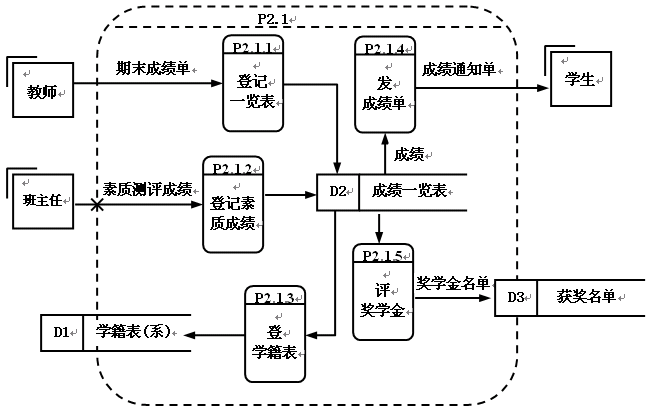 P2.1
P2.1.1
P2.1.4
期末成绩单
登记
一览表
发
成绩单
成绩通知单
教师
学生
成绩
P2.1.2
素质测评成绩
登记素
质成绩
班主任
D2
成绩一览表
P2.1.5
评
奖学金
奖学金名单
D3
获奖名单
P2.1.3
登
学籍表
D1
学籍表(系)